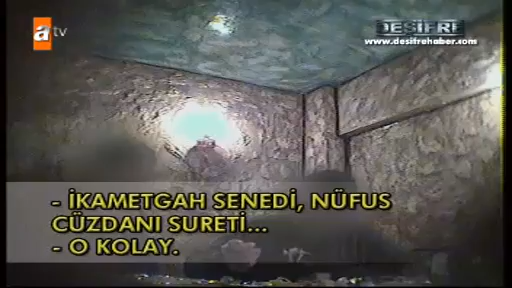 atv
DEŞİFRE
www.desifrehaber.com
- İKAMETGAH SENEDİ, NÜFUS
CÜZDANI SURETİ...
- O KOLAY.